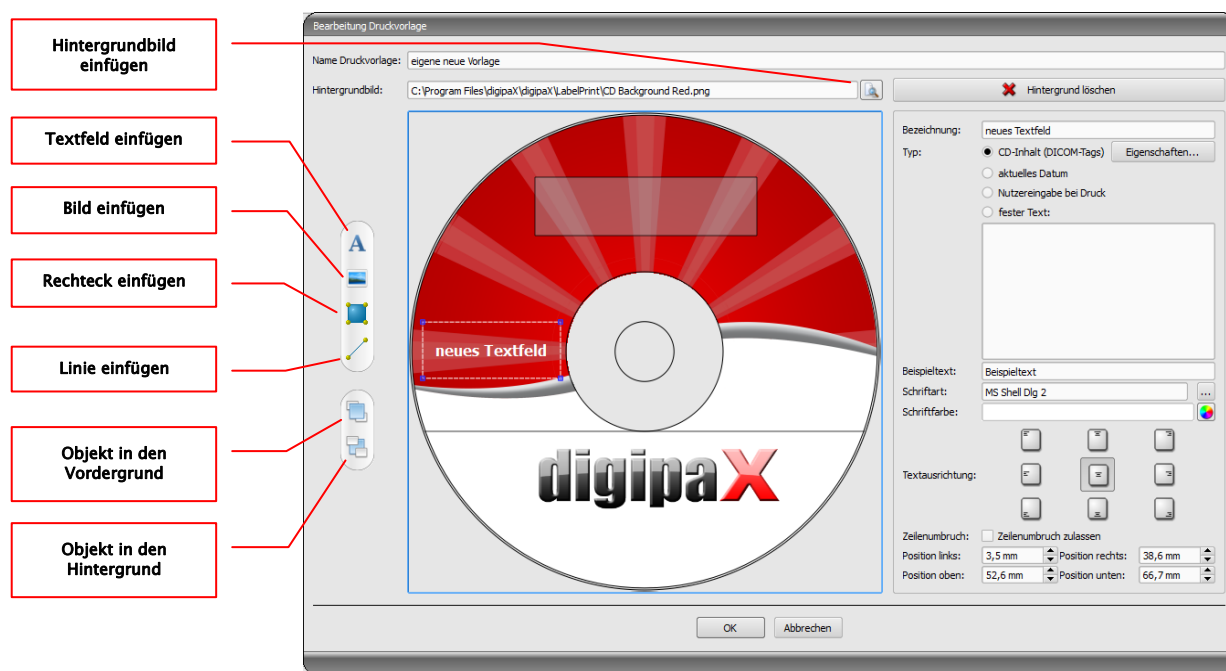 Hintergrundbild
einfügen
Textfeld einfügen
Bild einfügen
Rechteck einfügen
Linie einfügen
Objekt in den
Vordergrund
Objekt in den
Hintergrund
Bearbeitung Druckvorlage
Name Druckvorlage: eigene neue Vorlage
Hintergrundbild: C:\Program Files\digipaX\digipaX\LabelPrint\CD Background Red.png
Hintergrund löschen
A
neues Textfeld
digipaX
Bezeichnung: neues Textfeld
Typ: CD-Inhalt (DICOM-Tags) Eigenschaften...
aktuelles Datum
Nutzereingabe bei Druck
fester Text:
Beispieltext: Beispieltext
Schriftart: MS Shell Dlg 2 ...
Schriftfarbe:
Textausrichtung:
Zeilenumbruch: Zeilenumbruch zulassen
Position links: 3,5 mm Position rechts: 38,6 mm
Position oben: 52,6 mm Position unten: 66,7 mm
OK Abbrechen